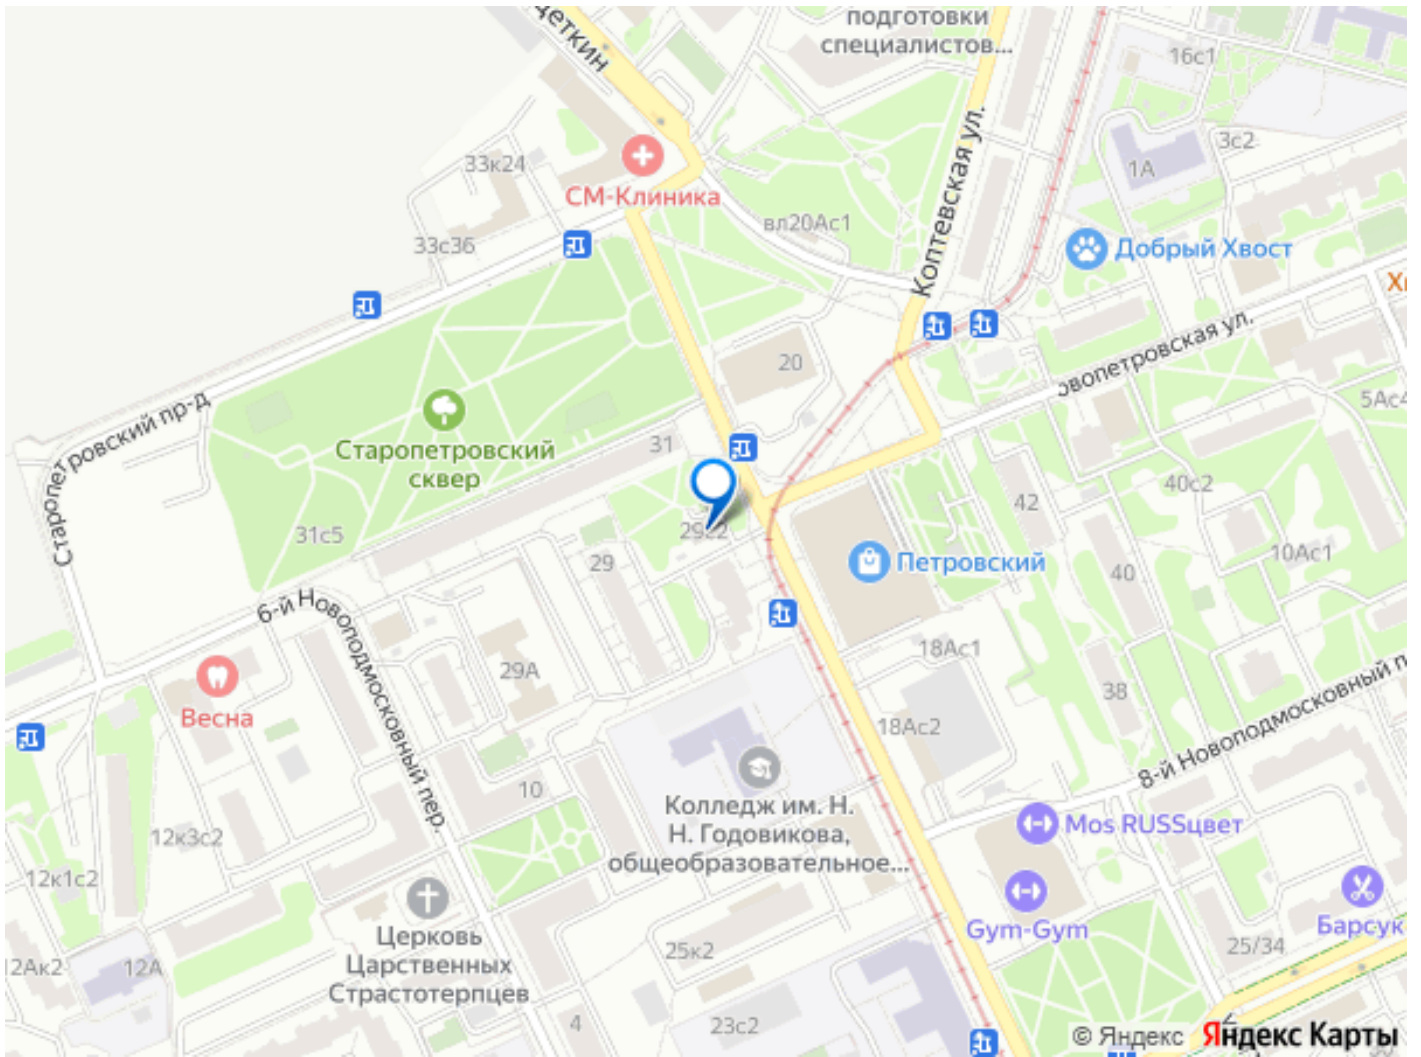 цеткин
подготовки
специалистов...
16с1
3с2
1А
33к24
СМ-Клиника
вл20Ас1
33с36
Коптевская ул.
Добрый Хвост
20
5Ас4
Старопетровский пр-д
Старопетровский
сквер
31
31с5
29с2
29
42
40с2
10Ас1
40
Петровский
6-й Новоподмосковный пер.
29А
18Ас1
38
Весна
18Ас2
8-й Новоподмосковный п
10
Колледж им. Н.
Н. Годовикова,
общеобразовательное...
Mos RUSSцвет
12к3с2
12к1с2
Gym-Gym
Барсук
Церковь
Царственных
Страстотерпцев
25к2
25/34
12Ак2
12А
4
23с2
© Яндекс Яндекс Карты